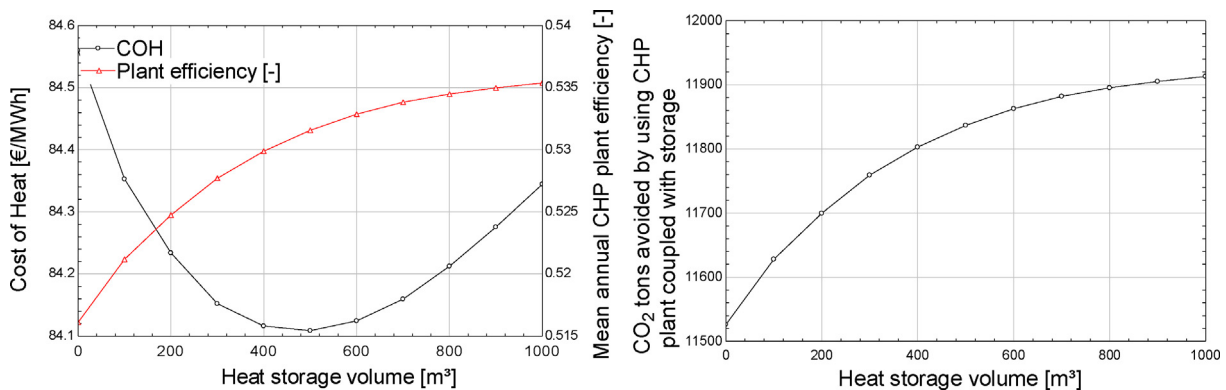 Cost of Heat [€/MWh]
84.6
84.5
84.4
84.3
84.2
84.1
COH
Plant efficiency [-]
0 200 400 600 800 1000
Heat storage volume [m³]
0.54
0.535
0.53
0.525
0.52
0.515
Mean annual CHP plant efficiency [-]
CO2 tons avoided by using CHP
plant coupled with storage
12000
11900
11800
11700
11600
11500
0 200 400 600 800 1000
Heat storage volume [m³]